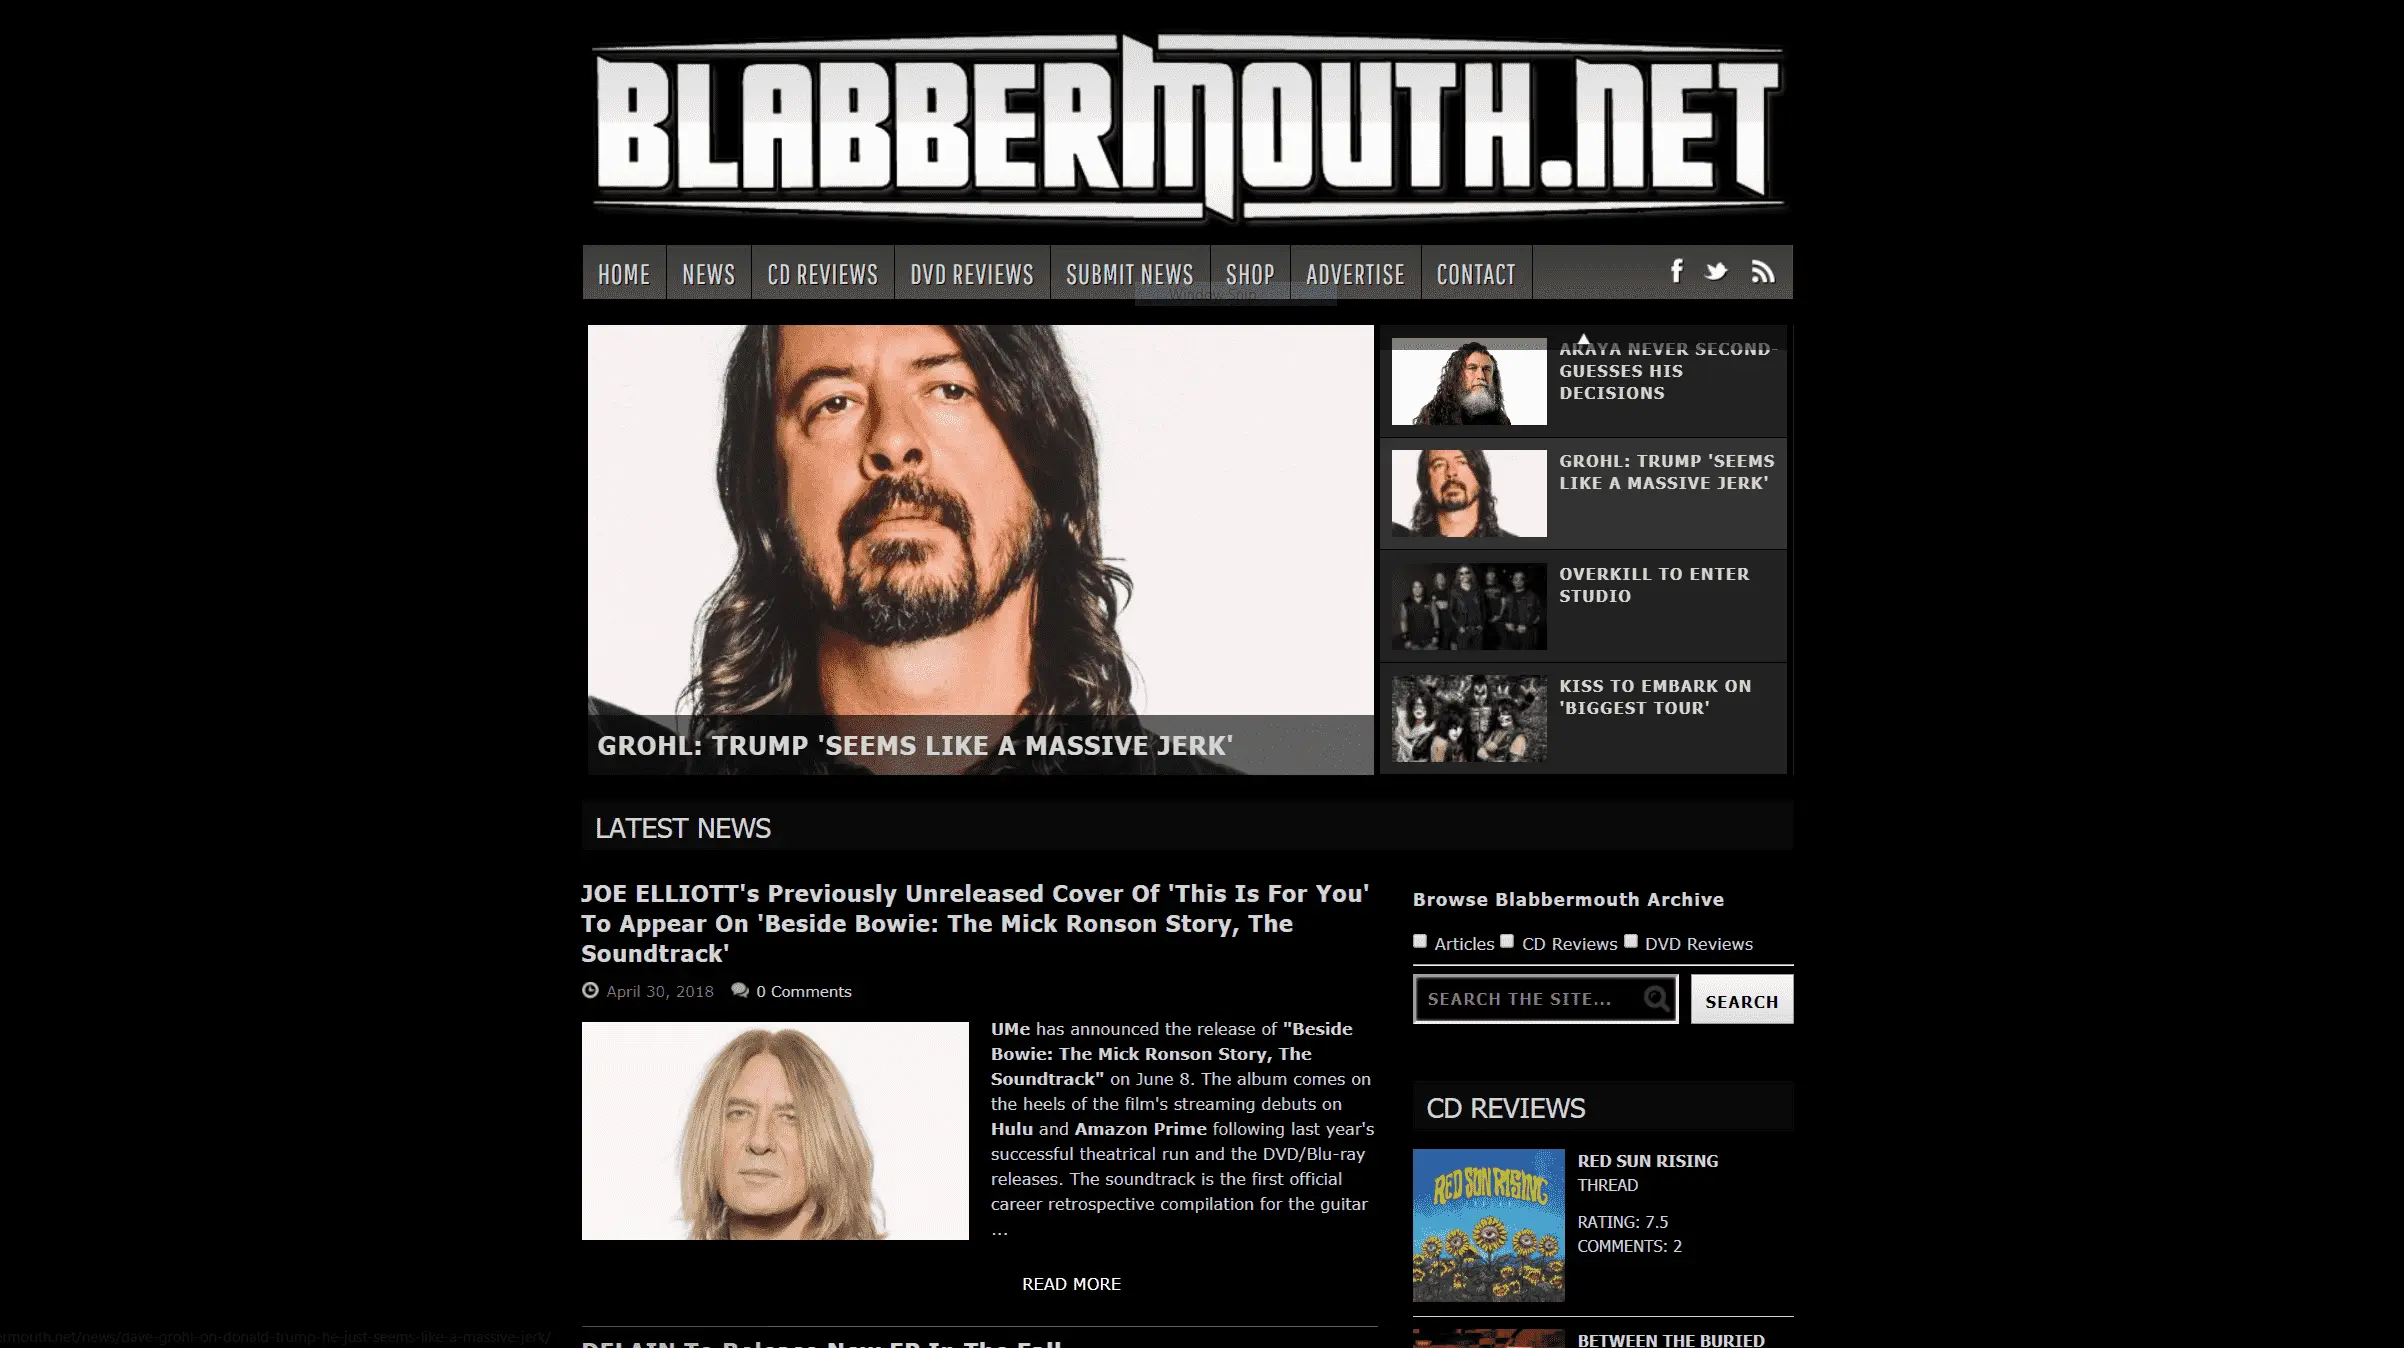 BLABBERMOUTH.NET
HOME
NEWS
CD REVIEWS
DVD REVIEWS
SUBMIT NEWS
SHOP
ADVERTISE
CONTACT
Window Snip
GROHL: TRUMP 'SEEMS LIKE A MASSIVE JERK'
ARAYA NEVER SECOND-
GUESSES HIS
DECISIONS
GROHL: TRUMP 'SEEMS
LIKE A MASSIVE JERK'
OVERKILL TO ENTER
STUDIO
KISS TO EMBARK ON
'BIGGEST TOUR'
LATEST NEWS
JOE ELLIOTT's Previously Unreleased Cover Of 'This Is For You'
To Appear On 'Beside Bowie: The Mick Ronson Story, The
Soundtrack'
April 30, 2018
0 Comments
UMe has announced the release of "Beside
Bowie: The Mick Ronson Story, The
Soundtrack" on June 8. The album comes on
the heels of the film's streaming debuts on
Hulu and Amazon Prime following last year's
successful theatrical run and the DVD/Blu-ray
releases. The soundtrack is the first official
career retrospective compilation for the guitar
...
READ MORE
DELAIN To Release New EP In The Fall
Browse Blabbermouth Archive
Articles
CD Reviews
DVD Reviews
SEARCH THE SITE...
SEARCH
CD REVIEWS
RED SUN RISING
RED SUN RISING
THREAD
RATING: 7.5
COMMENTS: 2
BETWEEN THE BURIED
ermouth.net/news/dave-grohl-on-donald-trump-he-just-seems-like-a-massive-jerk/